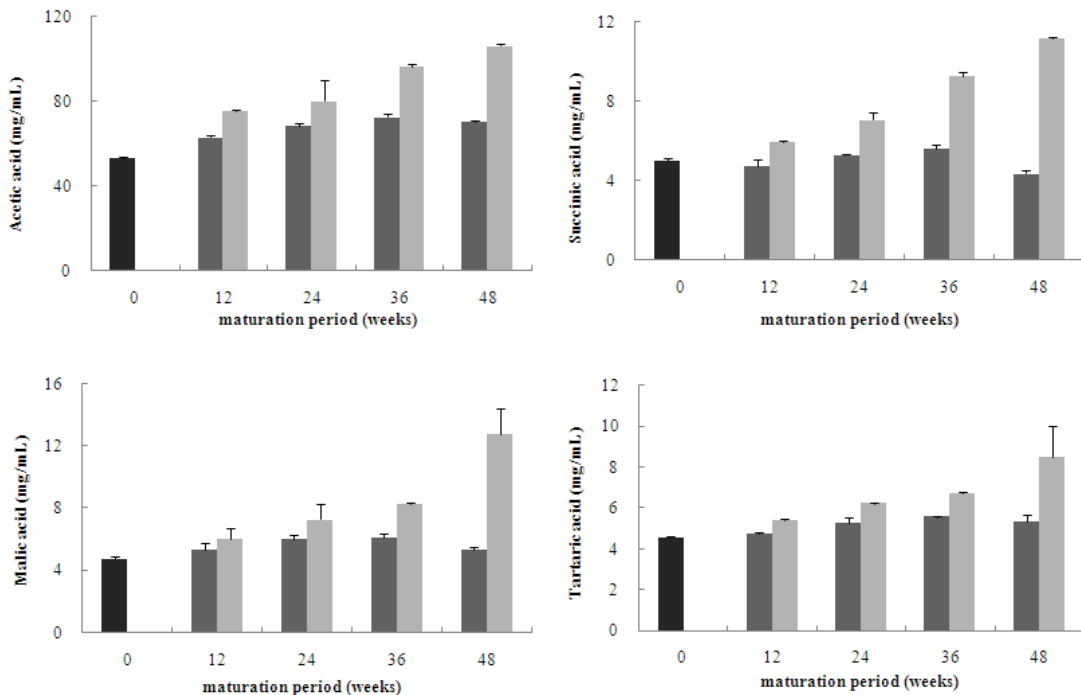 Acetic acid (mg/mL)
120
80
40
0
0 12 24 36 48
maturation period (weeks)
Succinic acid (mg/mL)
12
8
4
0
0 12 24 36 48
maturation period (weeks)
Malic acid (mg/mL)
16
12
8
4
0
0 12 24 36 48
maturation period (weeks)
Tartaric acid (mg/mL)
12
10
8
6
4
2
0
0 12 24 36 48
maturation period (weeks)